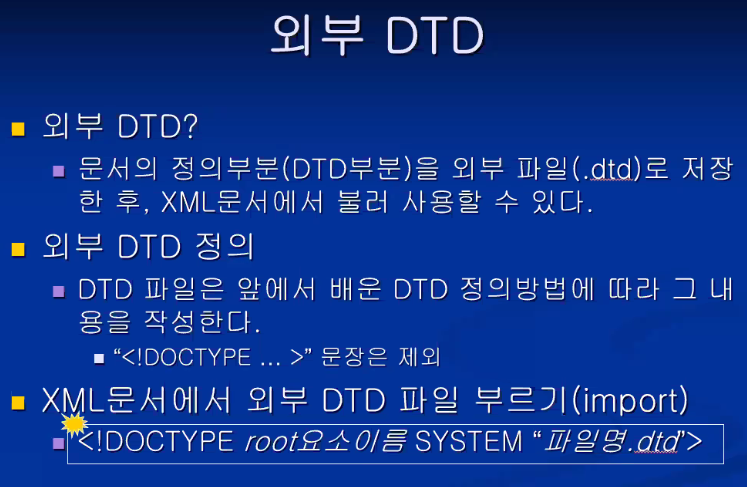 외부 DTD
외부 DTD?
문서의 정의부분(DTD부분)을 외부 파일(.dtd)로 저장
한 후, XML문서에서 불러 사용할 수 있다.
외부 DTD 정의
DTD 파일은 앞에서 배운 DTD 정의방법에 따라 그 내
용을 작성한다.
“<!DOCTYPE ... >” 문장은 제외
XML문서에서 외부 DTD 파일 부르기(import)
<!DOCTYPE root요소이름 SYSTEM “파일명.dtd”>